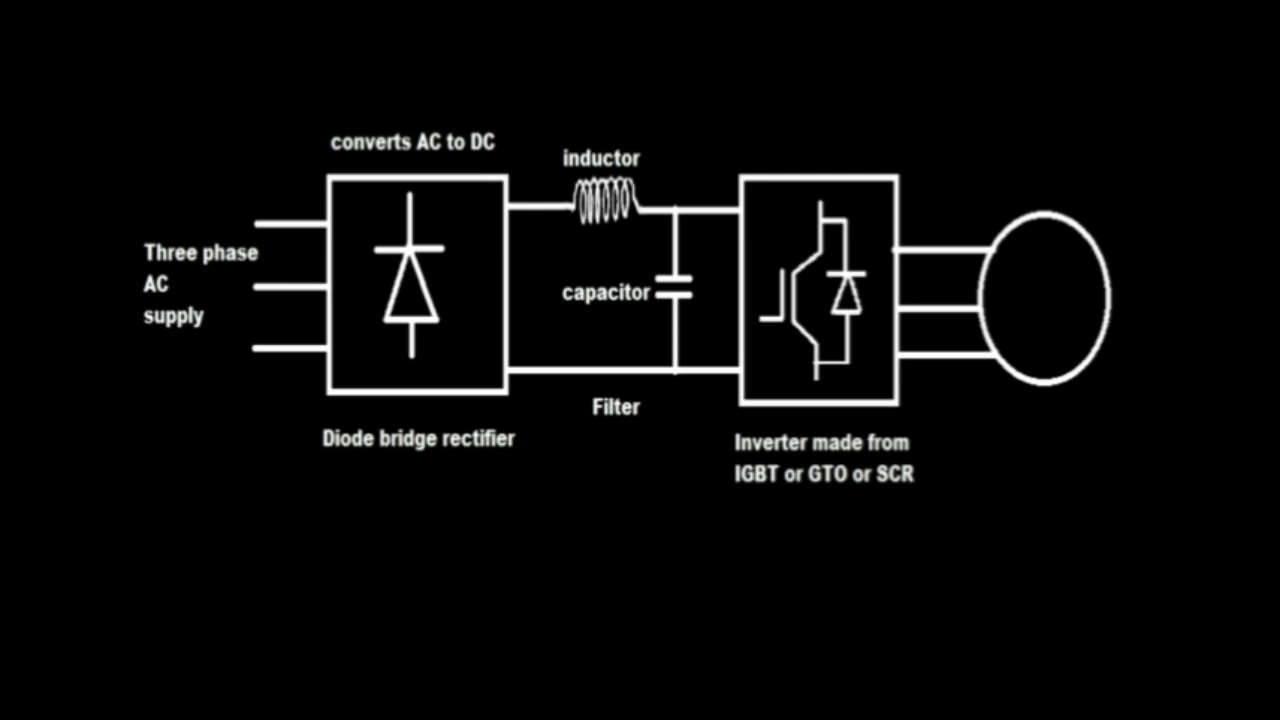 converts AC to DC
inductor
Three phase
AC
supply
capacitor
Filter
Diode bridge rectifier
Inverter made from
IGBT or GTO or SCR